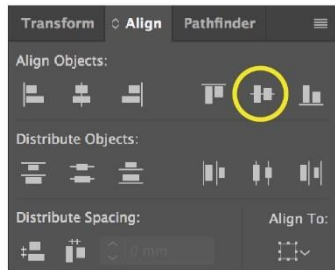 Transform Align Pathfinder
Align Objects:
Distribute Objects:
Distribute Spacing: Align To:
0 mm